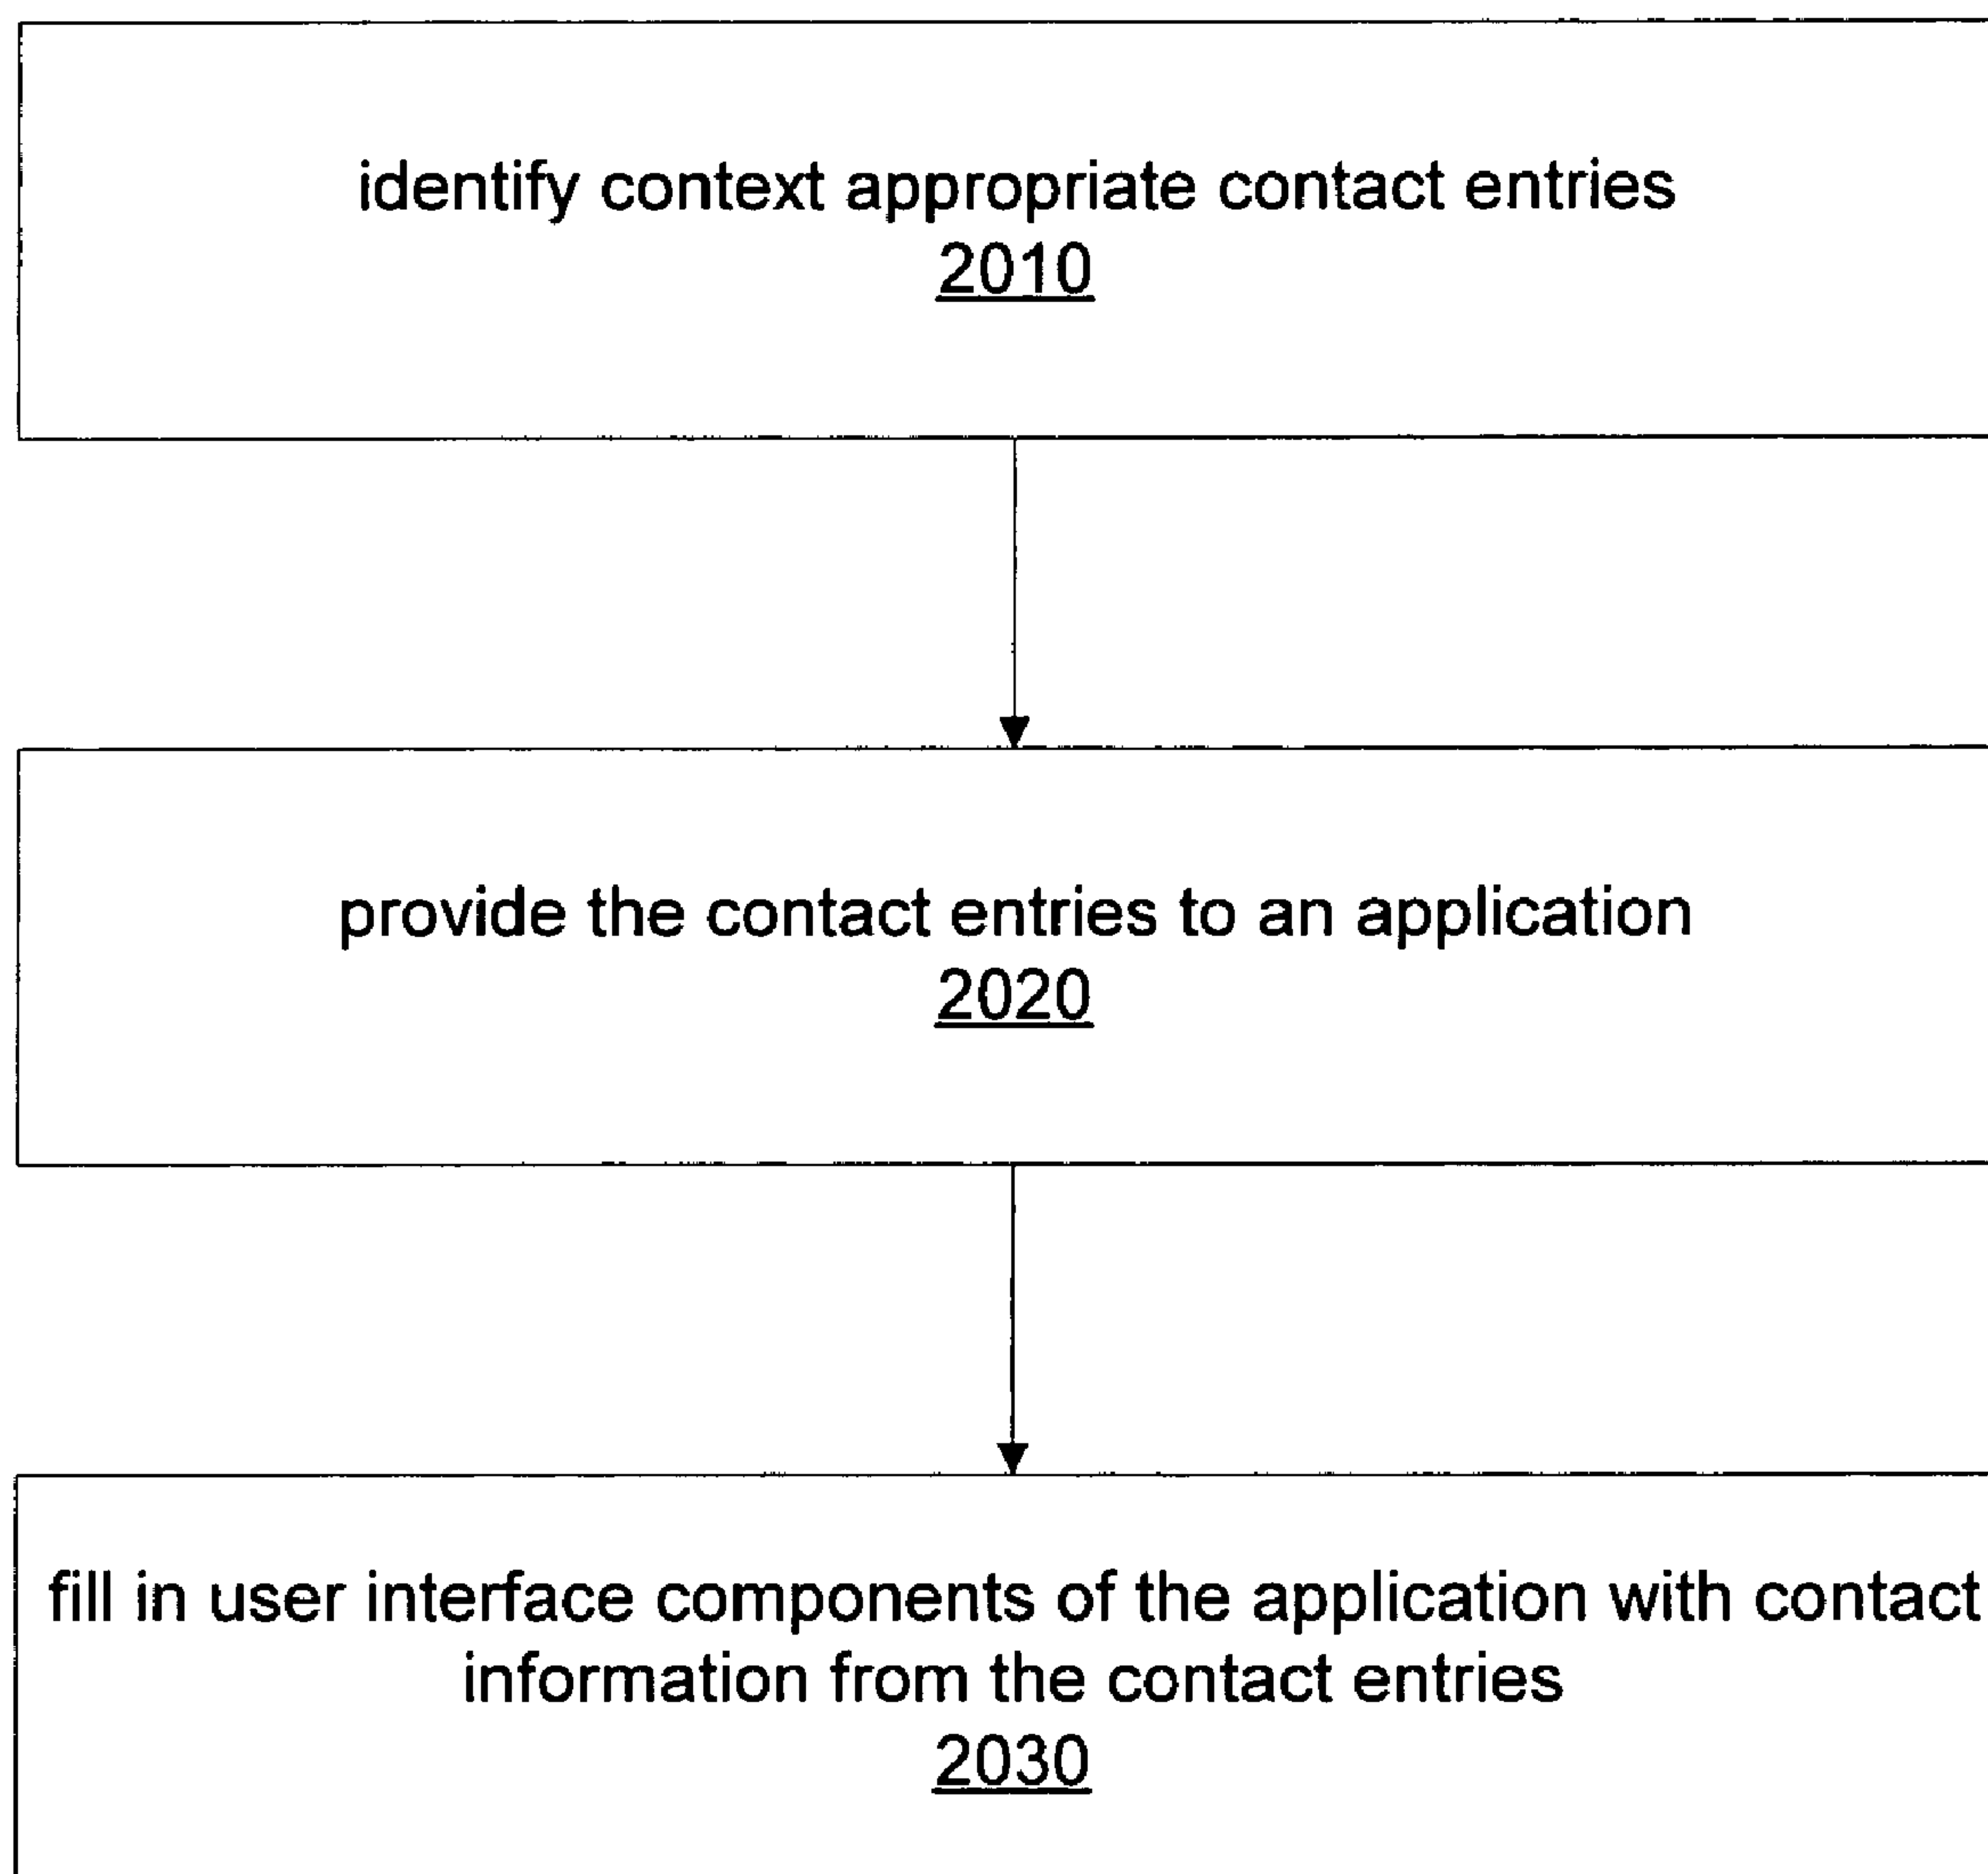 identify context appropriate contact entries
2010
provide the contact entries to an application
2020
fill in user interface components of the application with contact
information from the contact entries
2030